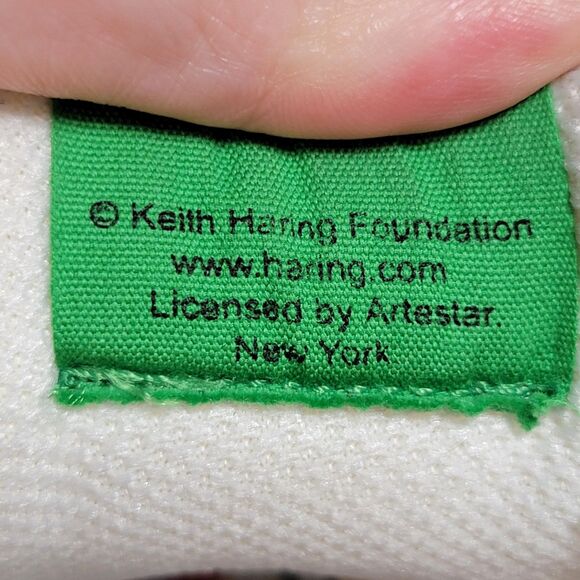 © Keith Haring Foundation
www.haring.com
Licensed by Artestar.
New York